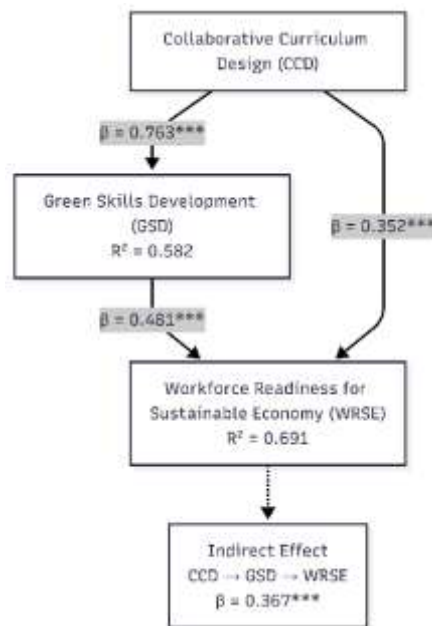 Collaborative Curriculum
Design (CCD)
β = 0.763***
Green Skills Development
(GSD)
R² = 0.582
β = 0.352***
β = 0.481***
Workforce Readiness for
Sustainable Economy (WRSE)
R² = 0.691
Indirect Effect
CCD → GSD → WRSE
β = 0.367***